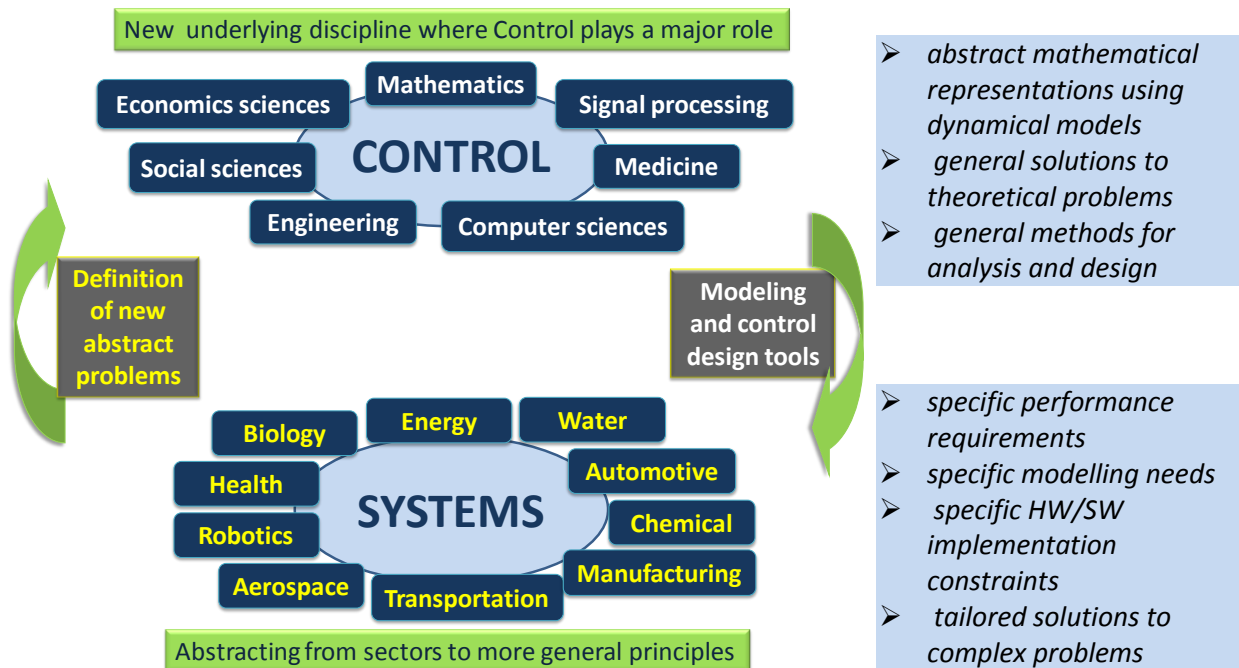 New underlying discipline where Control plays a major role
Mathematics
Economics sciences
Signal processing
CONTROL
Social sciences
Medicine
Engineering
Computer sciences
➢ abstract mathematical
representations using
dynamical models
➢ general solutions to
theoretical problems
➢ general methods for
analysis and design
Definition
of new
abstract
problems
Modeling
and control
design tools
Energy
Water
Biology
Automotive
Health
SYSTEMS
Chemical
Robotics
Manufacturing
Aerospace
Transportation
Abstracting from sectors to more general principles
➢ specific performance
requirements
➢ specific modelling needs
➢ specific HW/SW
implementation
constraints
➢ tailored solutions to
complex problems